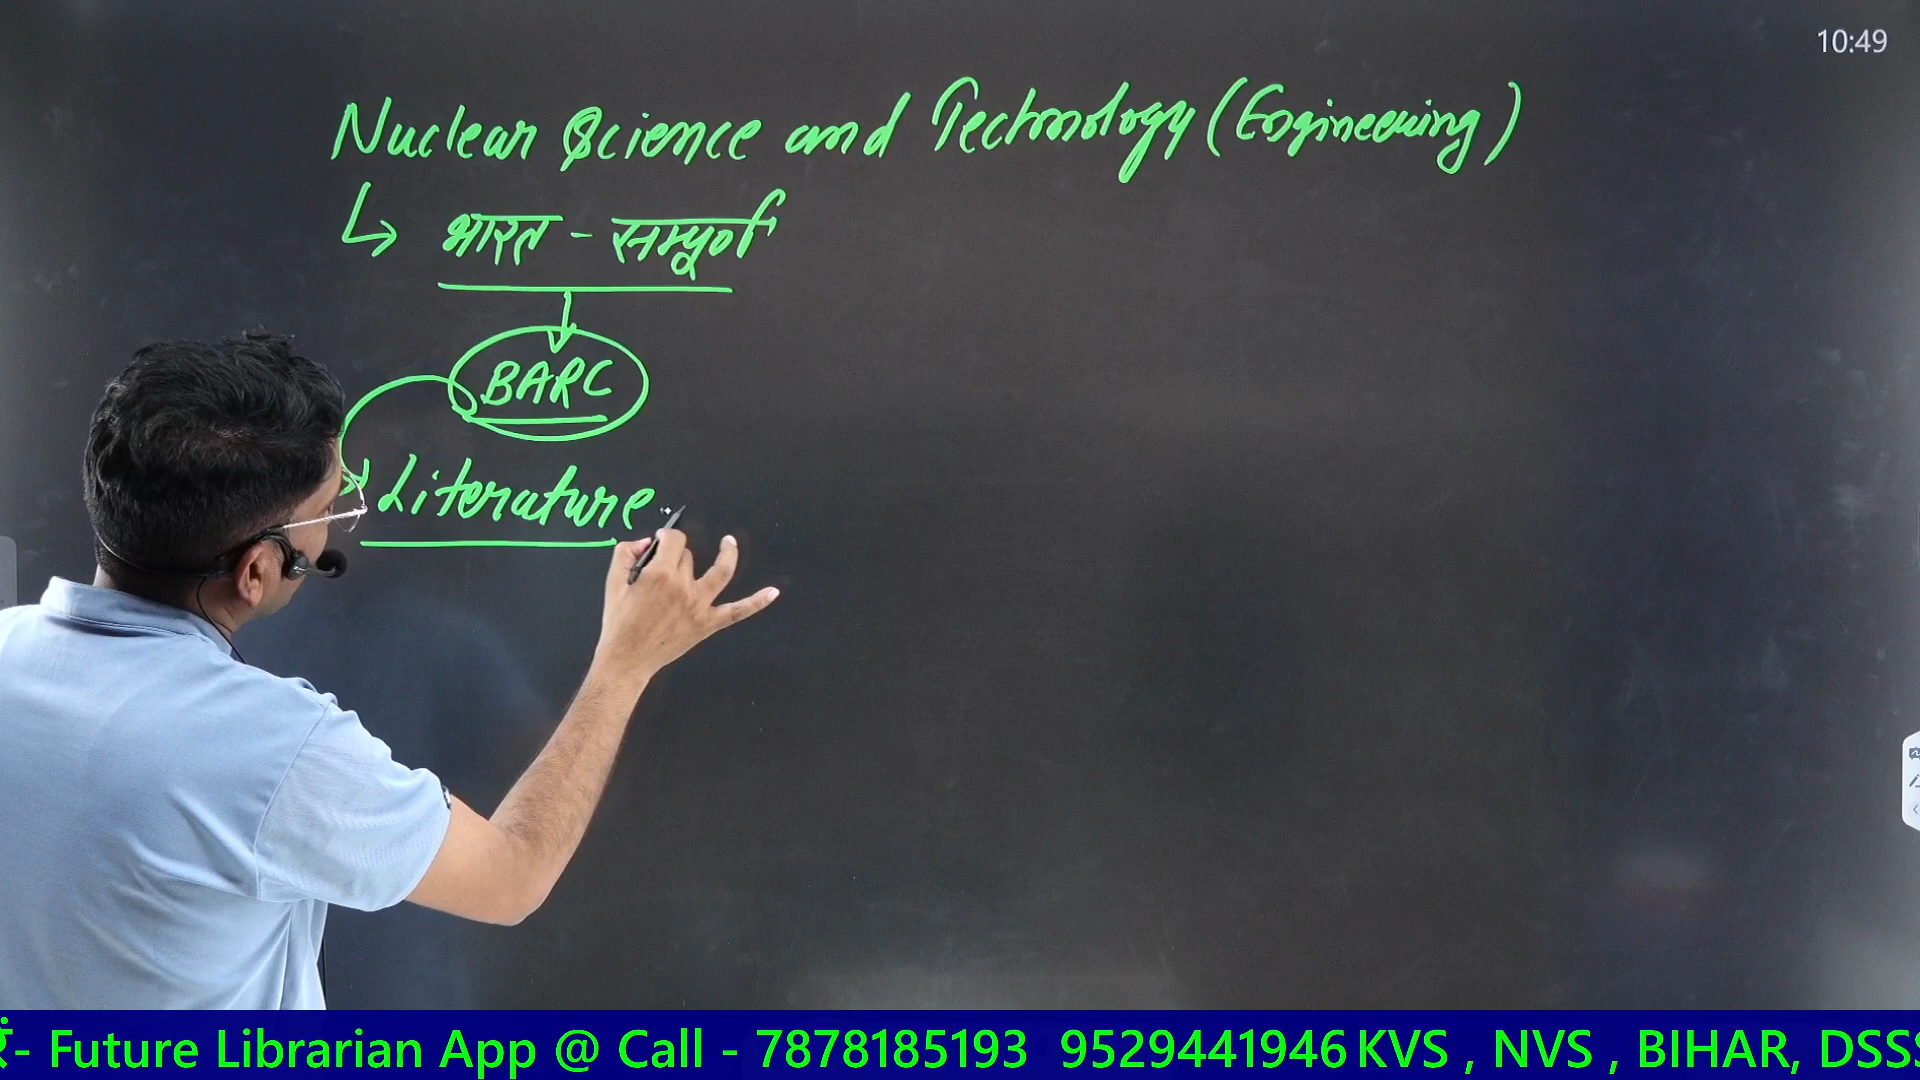 10:49
Nuclear Science and Technology (Engineering)
भारत - सम्पूर्ण
BARC
Literature
- Future Librarian App @ Call - 7878185193 9529441946 KVS , NVS , BIHAR, DSSS